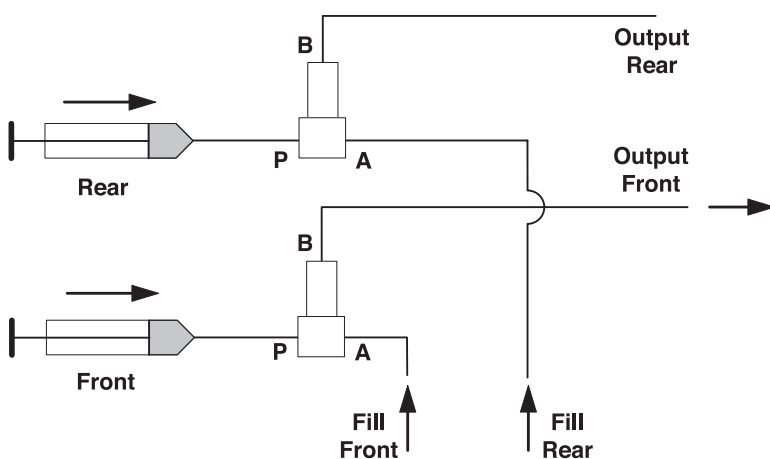 B
Output
Rear
P
A
Rear
Output
Front
B
P
A
Front
Fill
Front
Fill
Rear